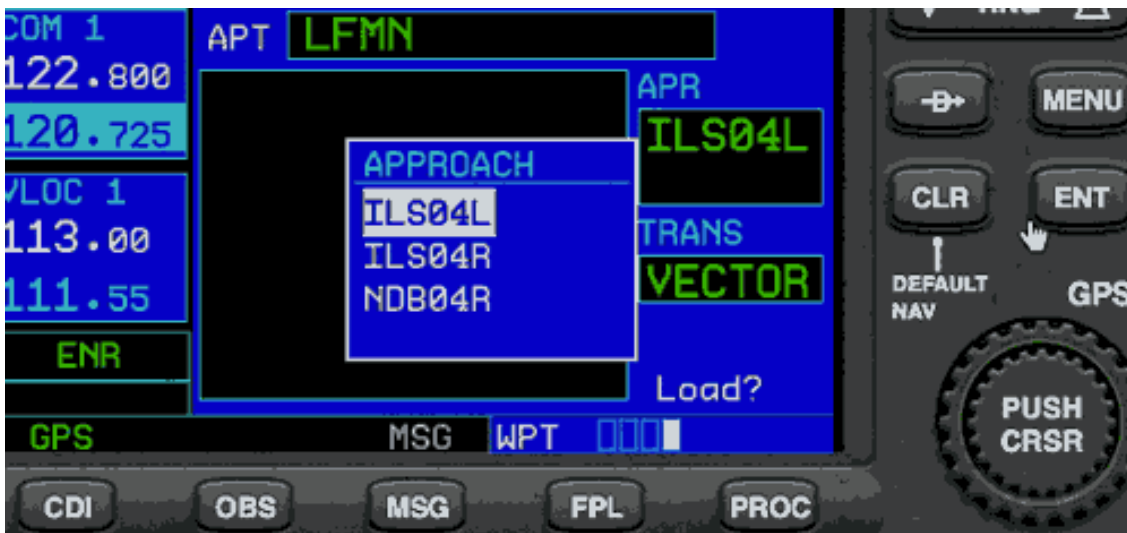 COM 1
122.800
120.725
VLOC 1
113.00
111.55
ENR
GPS
APT LFMN
APPROACH
ILS04L
ILS04R
NDB04R
APR
ILS04L
TRANS
VECTOR
Load?
MSG WPT
RNG
MENU
CLR ENT
DEFAULT
NAV
GPS
PUSH
CRSR
CDI OBS MSG FPL PROC